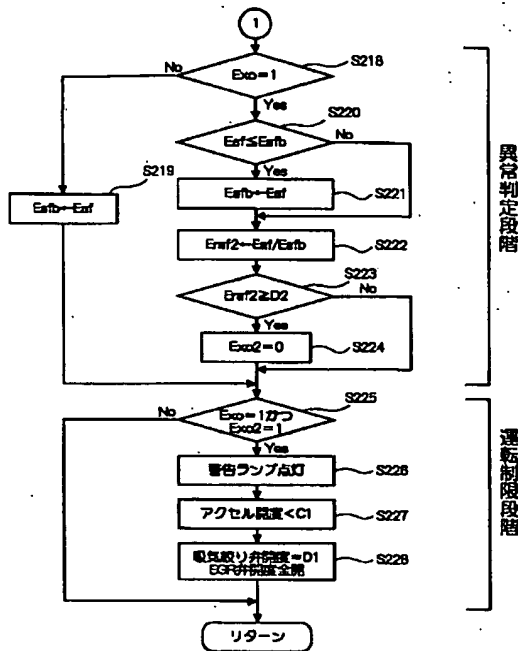 1
Exo=1
S218
No
Yes
S220
Esf≦Esfb
No
Yes
S219
Esfb←Esf
Esfb←Esf
S221
Ersf2←Esf/Esfb
S222
S223
Ersf2≧D2
No
Yes
Exo2=0
S224
異常判定段階
S225
No
Exo=1かつ
Exo2=1
Yes
警告ランプ点灯
S226
アクセル開度<C1
S227
吸気絞り弁開度=D1
EGR弁開度全開
S228
運転制限段階
リターン